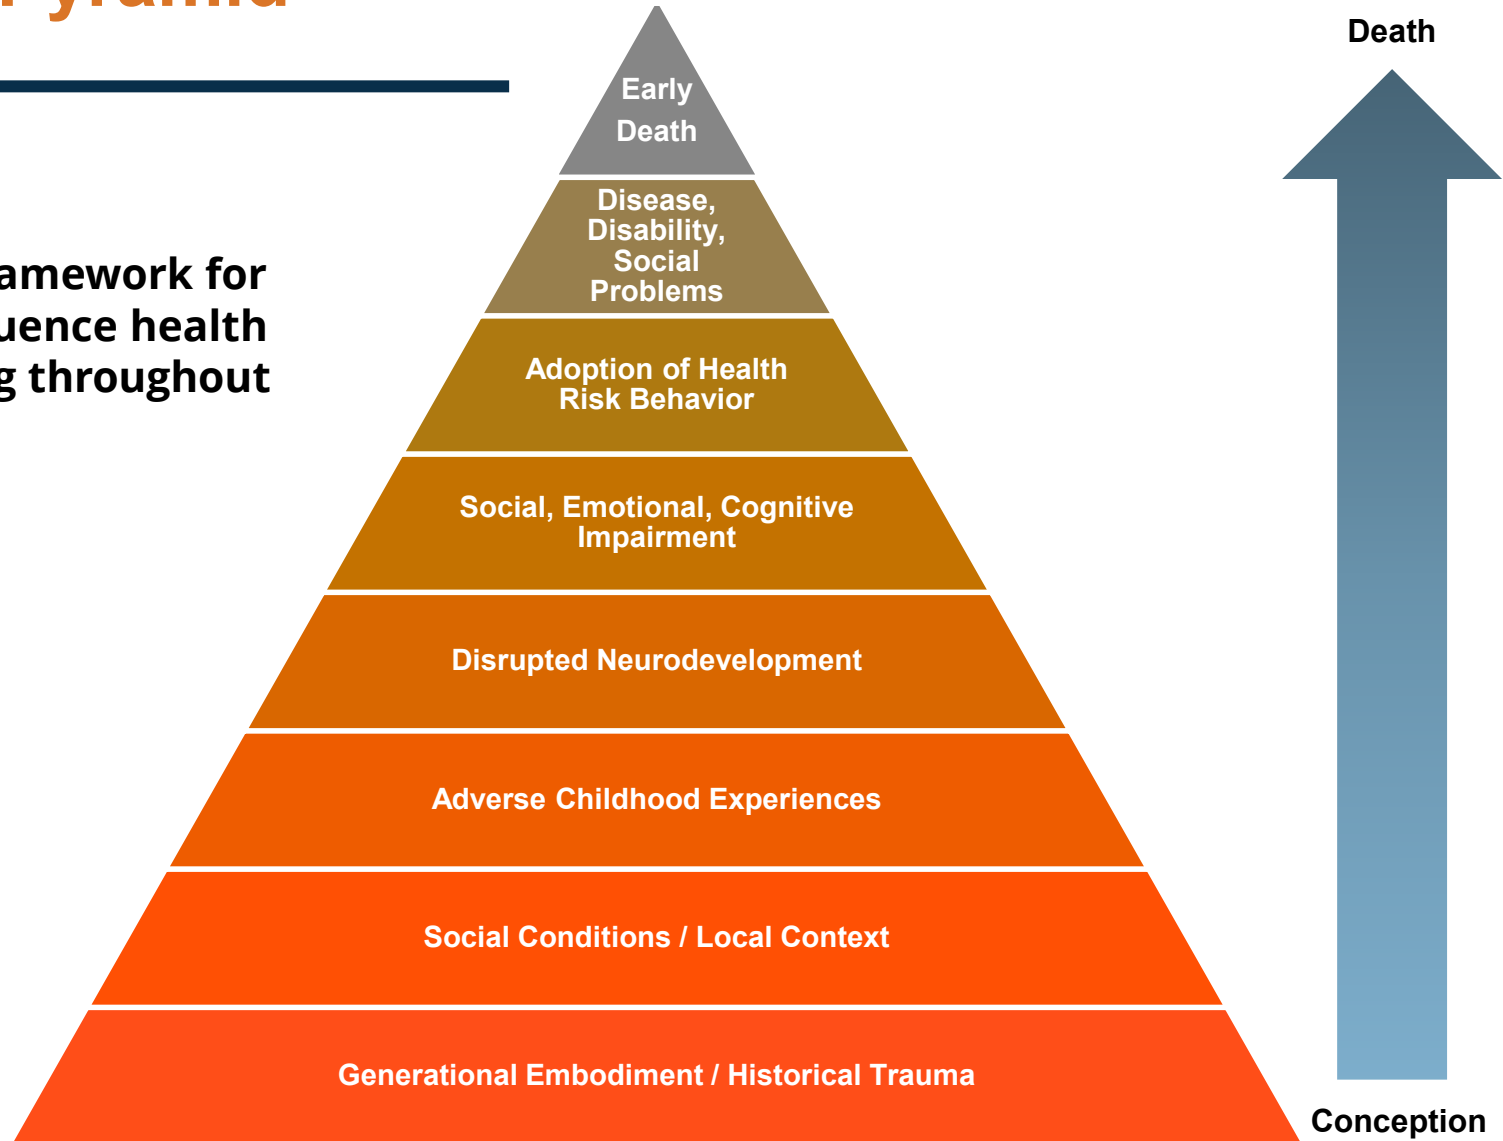 Pyramid
Death
Early
Death
Disease,
Disability,
Social
Problems
amework for
uence health
g throughout
Adoption of Health
Risk Behavior
Social, Emotional, Cognitive
Impairment
Disrupted Neurodevelopment
Adverse Childhood Experiences
Social Conditions / Local Context
Generational Embodiment / Historical Trauma
Conception